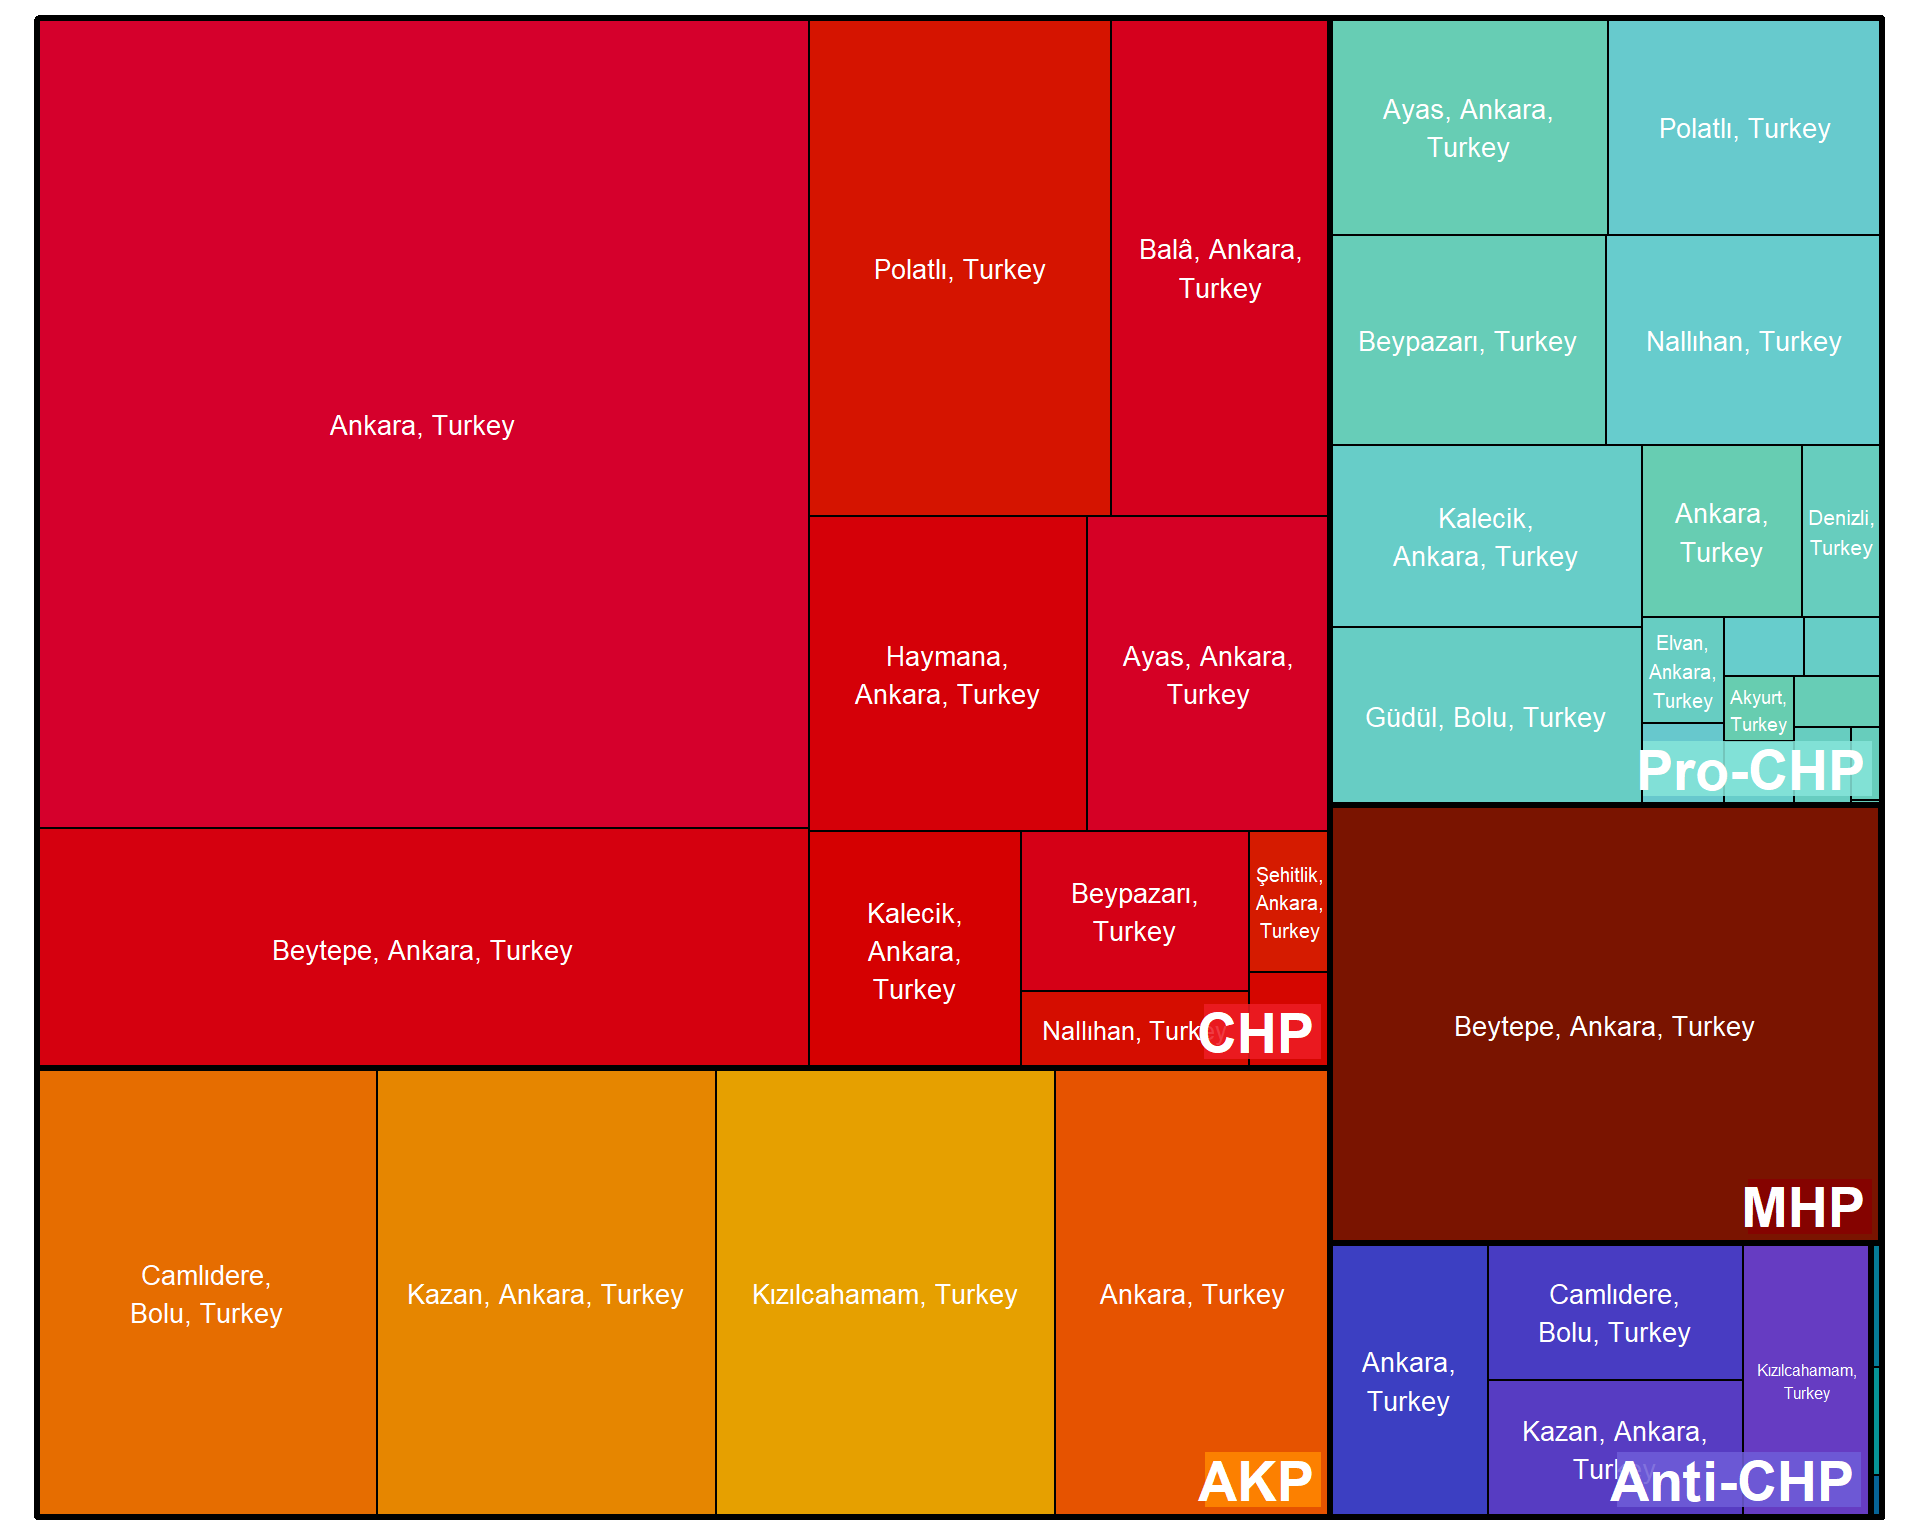 Ankara, Turkey
Polatlı, Turkey
Balâ, Ankara,
Turkey
Haymana,
Ankara, Turkey
Ayas, Ankara,
Turkey
Beytepe, Ankara, Turkey
Kalecik,
Ankara,
Turkey
Beypazarı,
Turkey
Şehitlik,
Ankara,
Turkey
Nallıhan, Turkey
CHP
Camlıdere,
Bolu, Turkey
Kazan, Ankara, Turkey
Kızılcahamam, Turkey
Ankara, Turkey
AKP
Ayas, Ankara,
Turkey
Polatlı, Turkey
Beypazarı, Turkey
Nallıhan, Turkey
Kalecik,
Ankara, Turkey
Ankara,
Turkey
Denizli,
Turkey
Güdül, Bolu, Turkey
Elvan,
Ankara,
Turkey
Akyurt,
Turkey
Pro-CHP
Beytepe, Ankara, Turkey
MHP
Ankara,
Turkey
Camlıdere,
Bolu, Turkey
Kazan, Ankara,
Turkey
Kızılcahamam,
Turkey
Anti-CHP